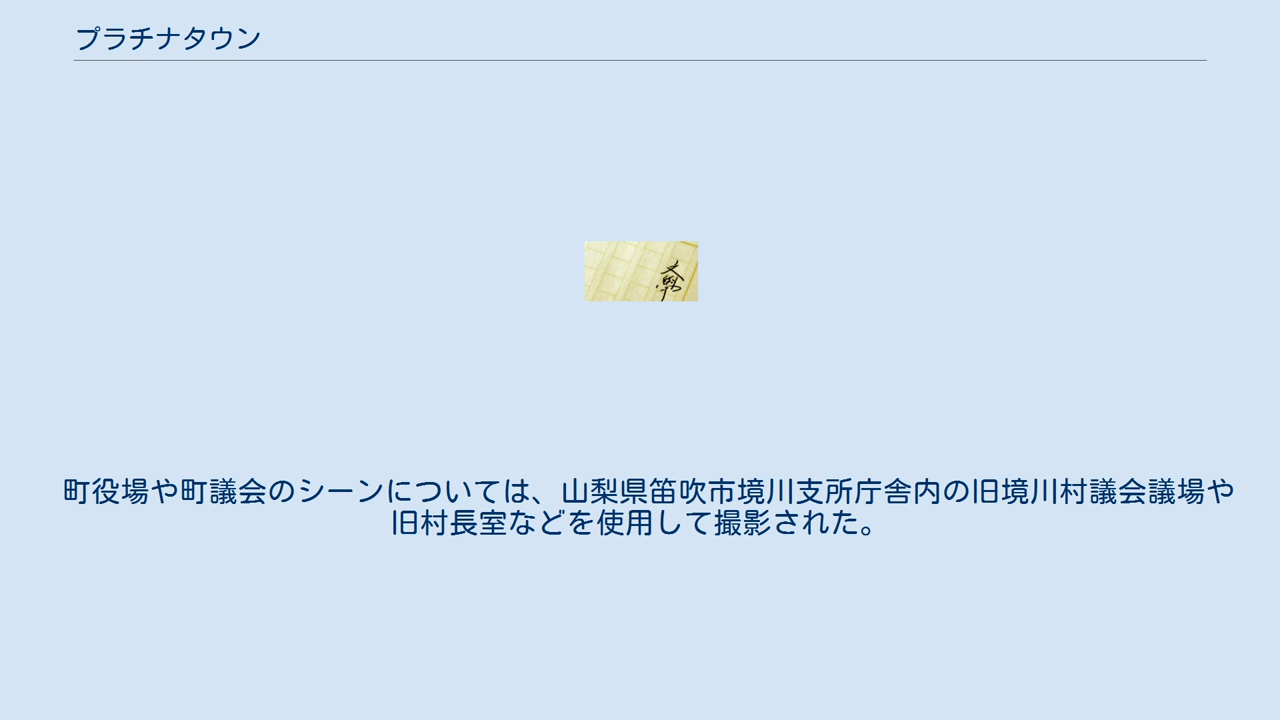 プラチナタウン
町役場や町議会のシーンについては、山梨県笛吹市境川支所庁舎内の旧境川村議会議場や
旧村長室などを使用して撮影された。